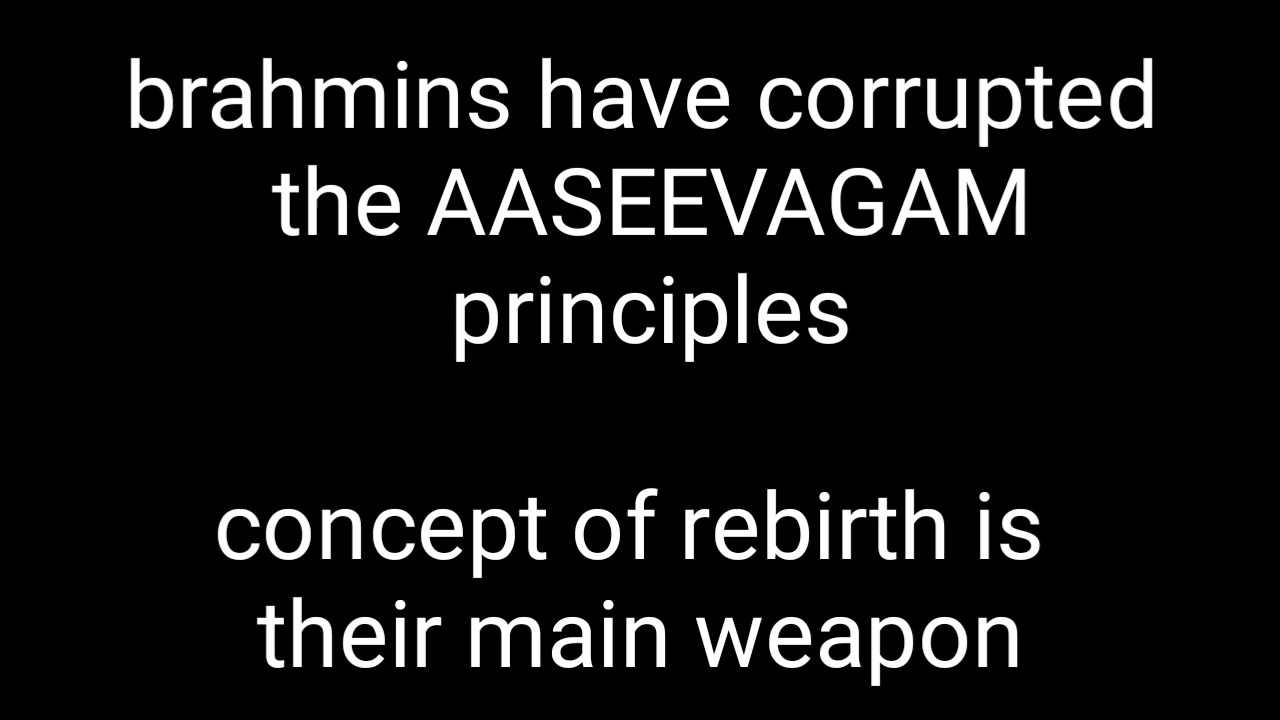 brahmins have corrupted
the AASEEVAGAM
principles
concept of rebirth is
their main weapon